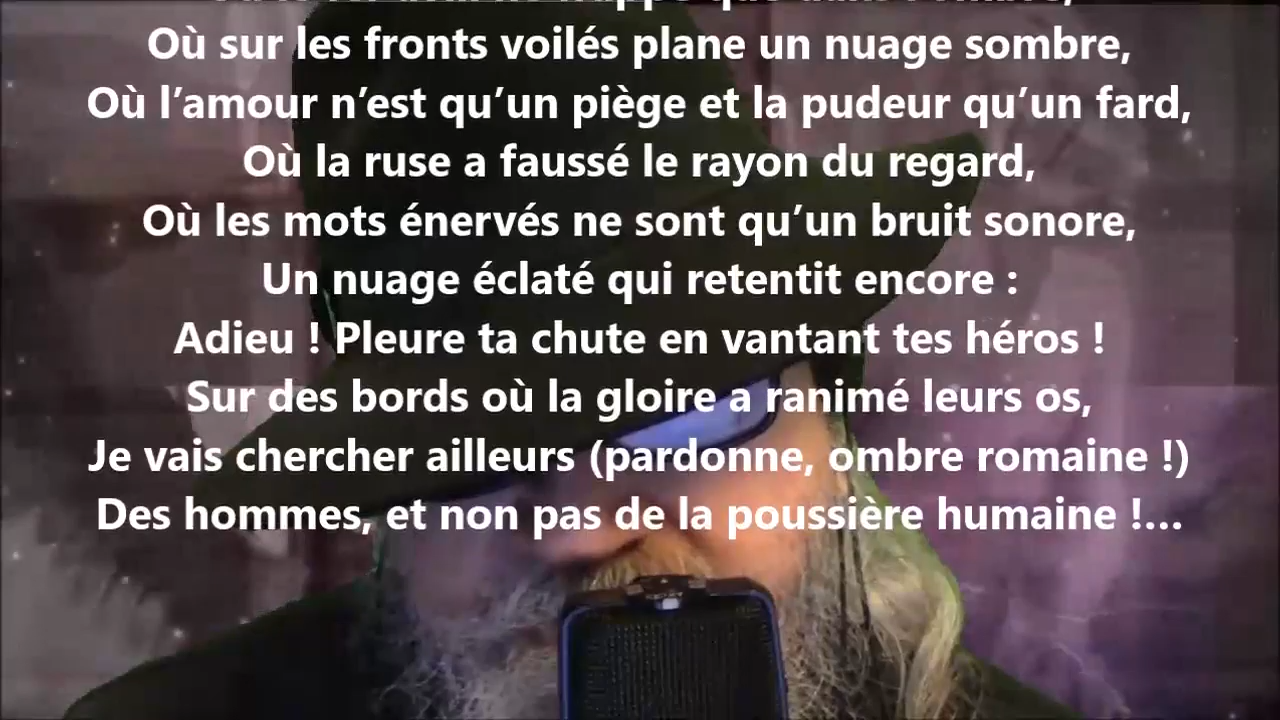 Où sur les fronts voilés plane un nuage sombre,
Où l’amour n’est qu’un piège et la pudeur qu’un fard,
Où la ruse a faussé le rayon du regard,
Où les mots énervés ne sont qu’un bruit sonore,
Un nuage éclaté qui retentit encore :
Adieu ! Pleure ta chute en vantant tes héros !
Sur des bords où la gloire a ranimé leurs os,
Je vais chercher ailleurs (pardonne, ombre romaine !)
Des hommes, et non pas de la poussière humaine !...